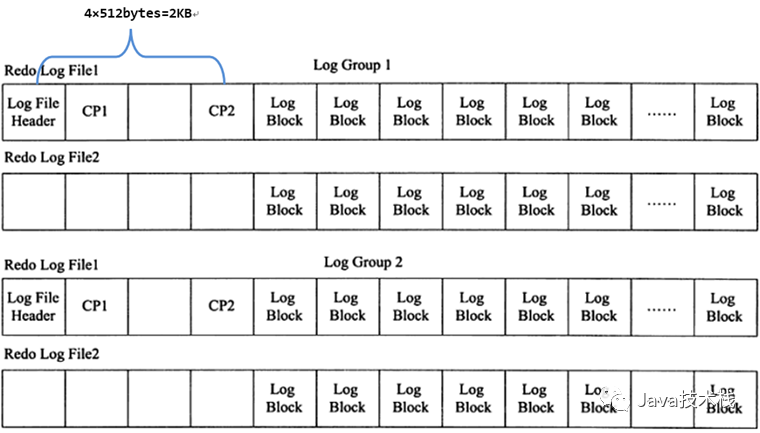 4×512bytes=2KB
Redo Log File1 Log Group 1
Log File Header CP1 CP2 Log Block Log Block Log Block Log Block Log Block Log Block …… Log Block
Redo Log File2
Log Block Log Block Log Block Log Block Log Block Log Block …… Log Block
Redo Log File1 Log Group 2
Log File Header CP1 CP2 Log Block Log Block Log Block Log Block Log Block Log Block …… Log Block
Redo Log File2
Log Block Log Block Log Block Log Block Log Block Log Block …… Log Block
Java技术栈